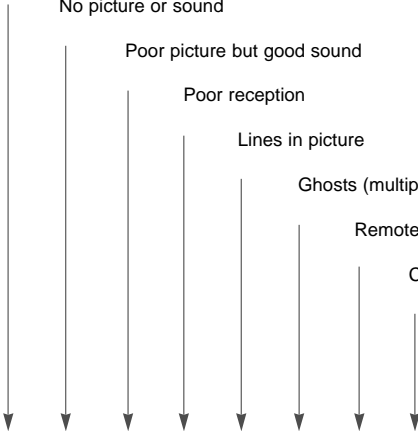 No picture or sound
Poor picture but good sound
Poor reception
Lines in picture
Ghosts (multip
Remote
C